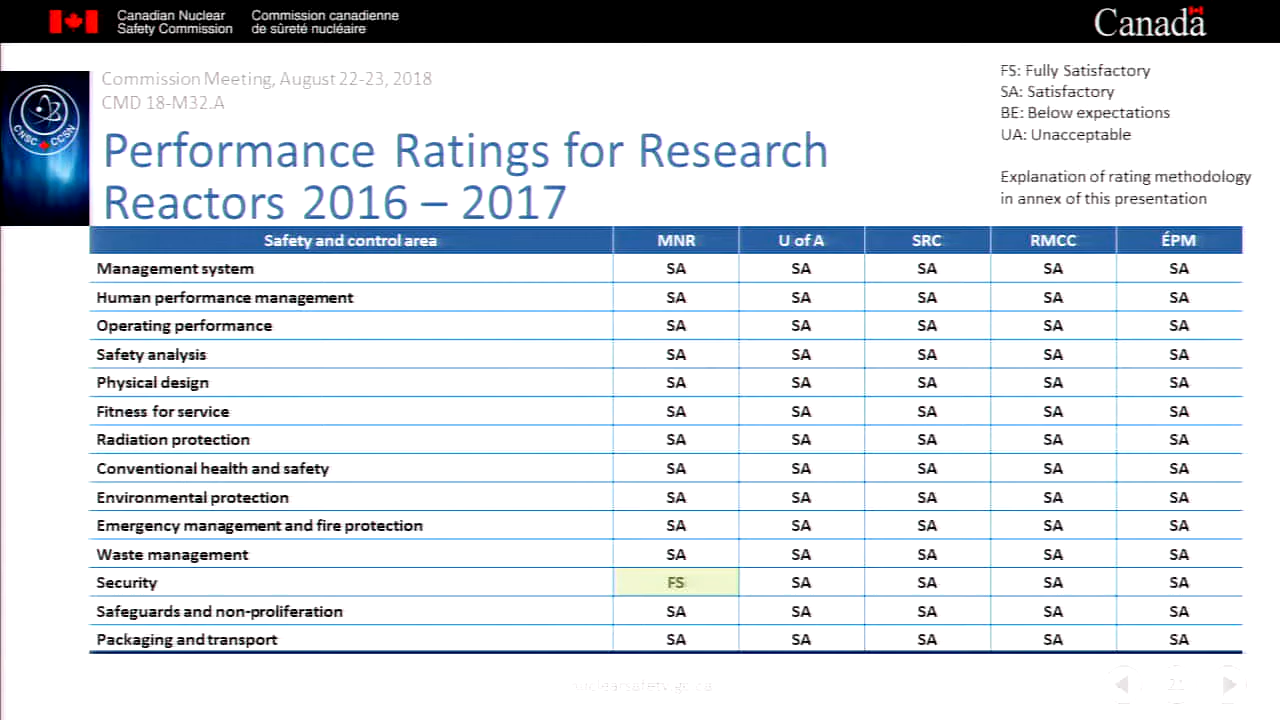 Canadian Nuclear Safety Commission
Commission canadienne de sûreté nucléaire
Canada
Commission Meeting, August 22-23, 2018
CMD 18-M32.A
CNSC CCSN
Performance Ratings for Research
Reactors 2016 – 2017
FS: Fully Satisfactory
SA: Satisfactory
BE: Below expectations
UA: Unacceptable
Explanation of rating methodology
in annex of this presentation
Safety and control area MNR U of A SRC RMCC ÉPM
Management system SA SA SA SA SA
Human performance management SA SA SA SA SA
Operating performance SA SA SA SA SA
Safety analysis SA SA SA SA SA
Physical design SA SA SA SA SA
Fitness for service SA SA SA SA SA
Radiation protection SA SA SA SA SA
Conventional health and safety SA SA SA SA SA
Environmental protection SA SA SA SA SA
Emergency management and fire protection SA SA SA SA SA
Waste management SA SA SA SA SA
Security FS SA SA SA SA
Safeguards and non-proliferation SA SA SA SA SA
Packaging and transport SA SA SA SA SA
nuclearsafety.gc.ca